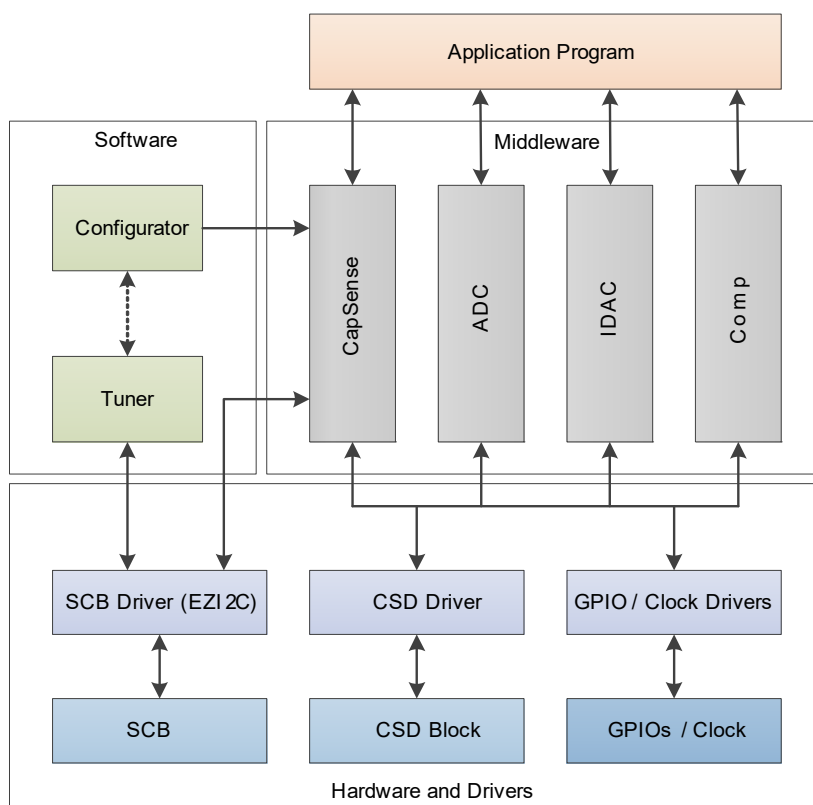 Application Program
Software
Middleware
Configurator
CapSense
ADC
IDAC
Comp
Tuner
SCB Driver (EZI2C)
CSD Driver
GPIO / Clock Drivers
SCB
CSD Block
GPIOs / Clock
Hardware and Drivers